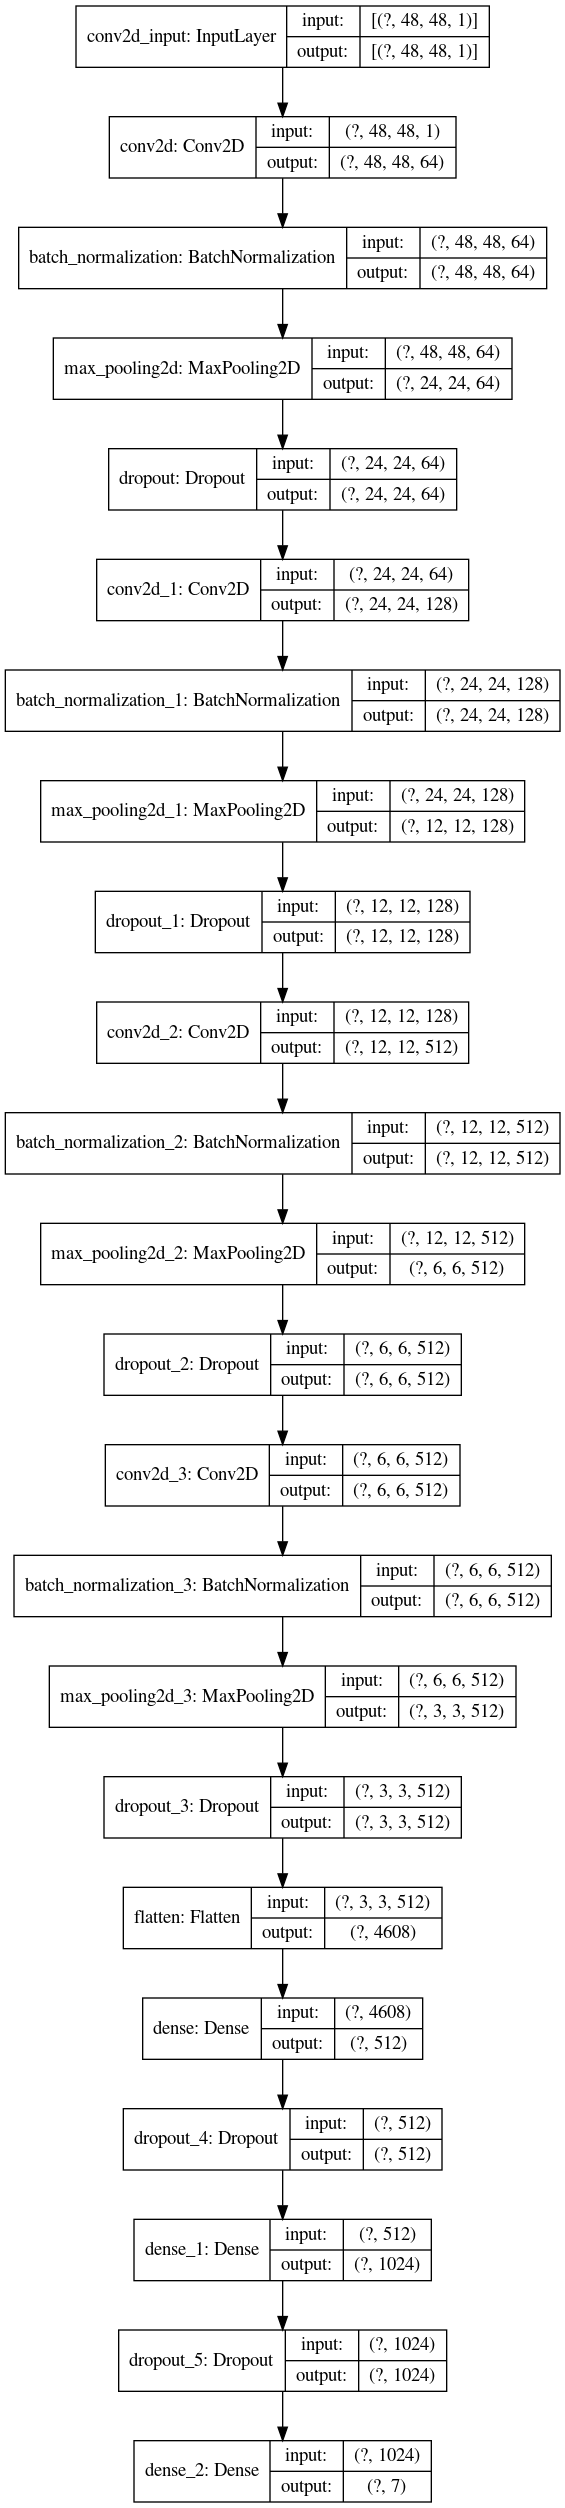 conv2d_input: InputLayer
input: [(?, 48, 48, 1)]
output: [(?, 48, 48, 1)]
conv2d: Conv2D
input: (?, 48, 48, 1)
output: (?, 48, 48, 64)
batch_normalization: BatchNormalization
input: (?, 48, 48, 64)
output: (?, 48, 48, 64)
max_pooling2d: MaxPooling2D
input: (?, 48, 48, 64)
output: (?, 24, 24, 64)
dropout: Dropout
input: (?, 24, 24, 64)
output: (?, 24, 24, 64)
conv2d_1: Conv2D
input: (?, 24, 24, 64)
output: (?, 24, 24, 128)
batch_normalization_1: BatchNormalization
input: (?, 24, 24, 128)
output: (?, 24, 24, 128)
max_pooling2d_1: MaxPooling2D
input: (?, 24, 24, 128)
output: (?, 12, 12, 128)
dropout_1: Dropout
input: (?, 12, 12, 128)
output: (?, 12, 12, 128)
conv2d_2: Conv2D
input: (?, 12, 12, 128)
output: (?, 12, 12, 512)
batch_normalization_2: BatchNormalization
input: (?, 12, 12, 512)
output: (?, 12, 12, 512)
max_pooling2d_2: MaxPooling2D
input: (?, 12, 12, 512)
output: (?, 6, 6, 512)
dropout_2: Dropout
input: (?, 6, 6, 512)
output: (?, 6, 6, 512)
conv2d_3: Conv2D
input: (?, 6, 6, 512)
output: (?, 6, 6, 512)
batch_normalization_3: BatchNormalization
input: (?, 6, 6, 512)
output: (?, 6, 6, 512)
max_pooling2d_3: MaxPooling2D
input: (?, 6, 6, 512)
output: (?, 3, 3, 512)
dropout_3: Dropout
input: (?, 3, 3, 512)
output: (?, 3, 3, 512)
flatten: Flatten
input: (?, 3, 3, 512)
output: (?, 4608)
dense: Dense
input: (?, 4608)
output: (?, 512)
dropout_4: Dropout
input: (?, 512)
output: (?, 512)
dense_1: Dense
input: (?, 512)
output: (?, 1024)
dropout_5: Dropout
input: (?, 1024)
output: (?, 1024)
dense_2: Dense
input: (?, 1024)
output: (?, 7)